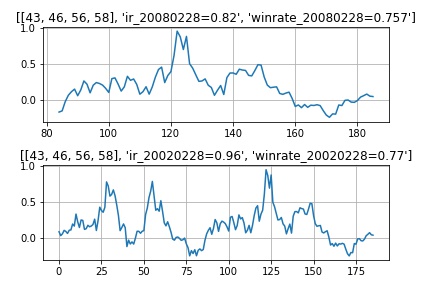 [[43, 46, 56, 58], 'ir_20080228=0.82', 'winrate_20080228=0.757']
1.0
0.5
0.0
80 100 120 140 160 180
[[43, 46, 56, 58], 'ir_20020228=0.96', 'winrate_20020228=0.77']
1.0
0.5
0.0
0 25 50 75 100 125 150 175